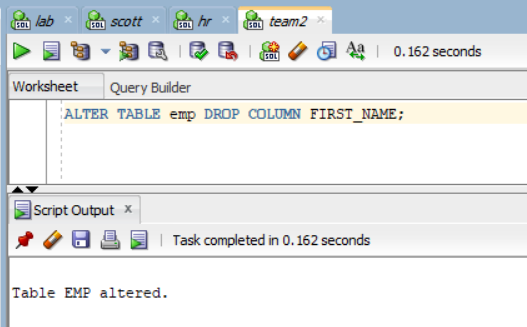 lab × scott × hr × team2 ×
0.162 seconds
Worksheet Query Builder
ALTER TABLE emp DROP COLUMN FIRST_NAME;
Script Output ×
Task completed in 0.162 seconds
Table EMP altered.